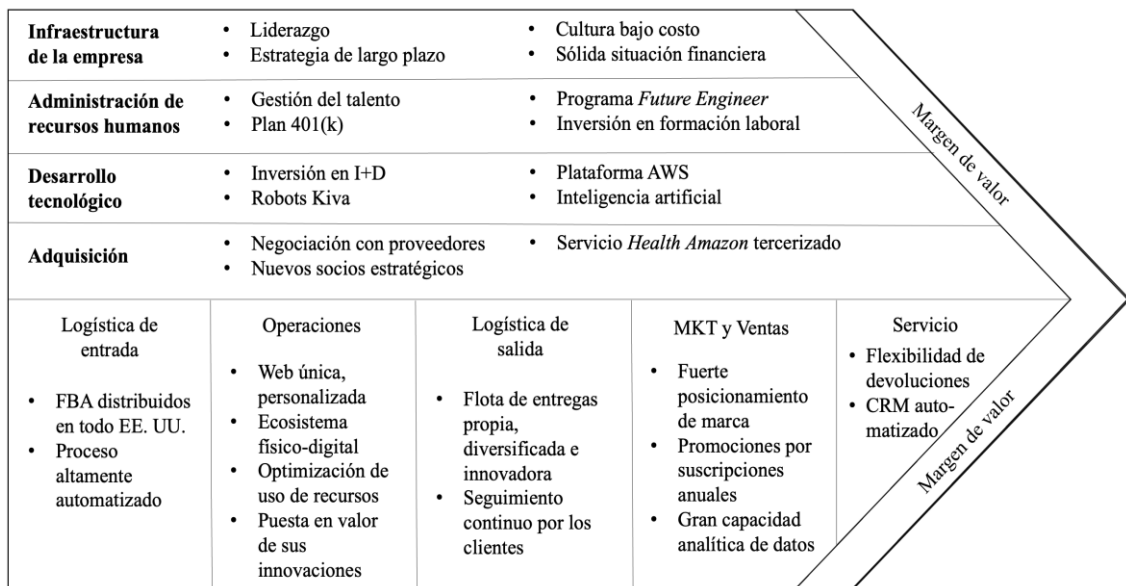 Infraestructura
de la empresa
• Liderazgo
• Estrategia de largo plazo
• Cultura bajo costo
• Sólida situación financiera
Administración de
recursos humanos
• Gestión del talento
• Plan 401(k)
• Programa Future Engineer
• Inversión en formación laboral
Desarrollo
tecnológico
• Inversión en I+D
• Robots Kiva
• Plataforma AWS
• Inteligencia artificial
Adquisición
• Negociación con proveedores
• Nuevos socios estratégicos
• Servicio Health Amazon tercerizado
Margen de valor
Logística de
entrada
• FBA distribuidos
en todo EE. UU.
• Proceso
altamente
automatizado
Operaciones
• Web única,
personalizada
• Ecosistema
físico-digital
• Optimización de
uso de recursos
• Puesta en valor
de sus
innovaciones
Logística de
salida
• Flota de entregas
propia,
diversificada e
innovadora
• Seguimiento
continuo por los
clientes
MKT y Ventas
• Fuerte
posicionamiento
de marca
• Promociones por
suscripciones
anuales
• Gran capacidad
analítica de datos
Servicio
• Flexibilidad de
devoluciones
• CRM auto-
matizado
Margen de valor